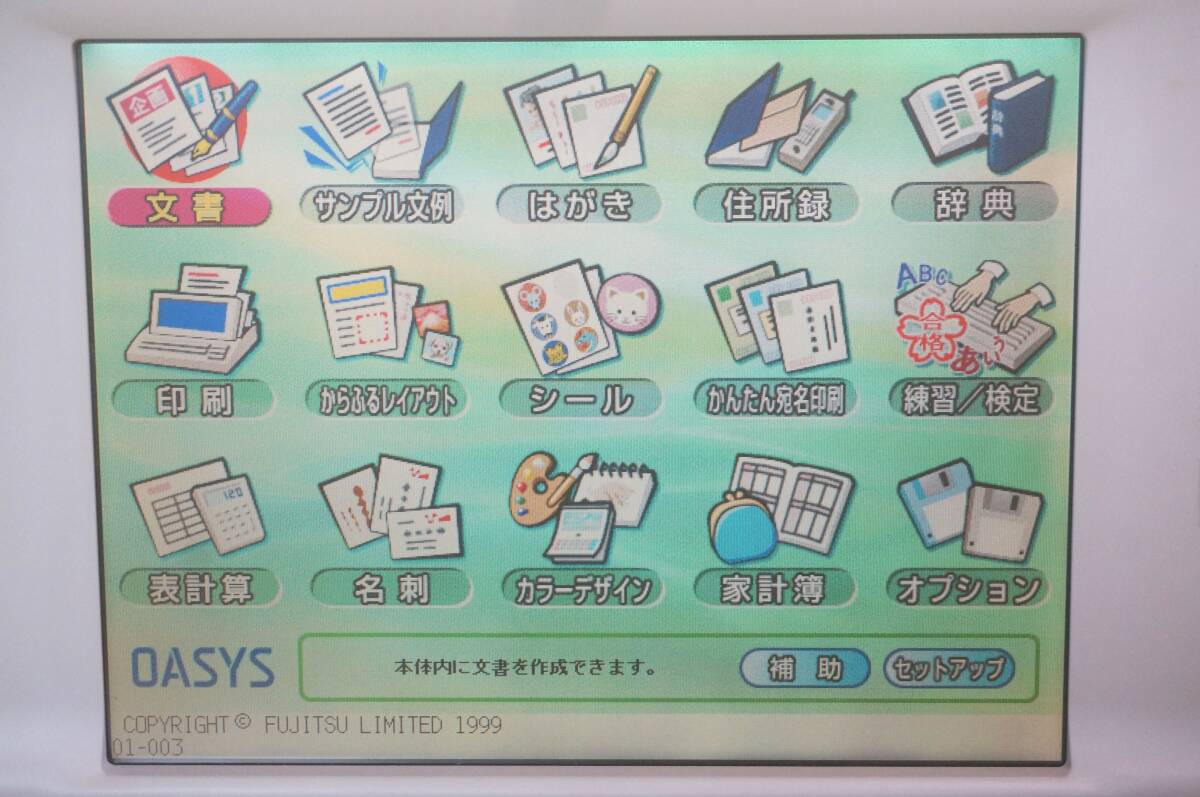 企画
文書
サンプル文例
はがき
住所録
辞典
辞典
印刷
からふるレイアウト
シール
かんたん宛名印刷
ABC
合格
あいう
練習/検定
120
表計算
名刺
カラーデザイン
家計簿
オプション
OASYS
本体内に文書を作成できます。
補助
セットアップ
COPYRIGHT© FUJITSU LIMITED 1999
01-003